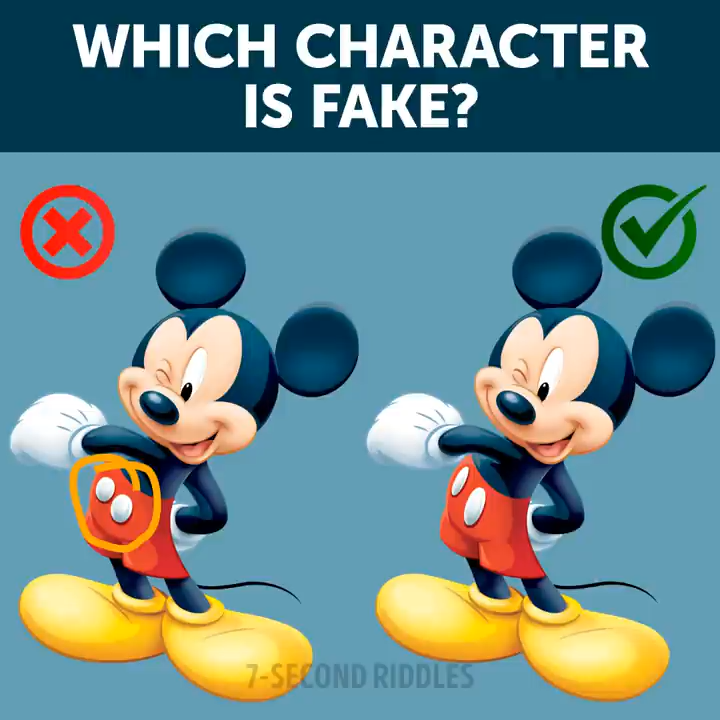 WHICH CHARACTER
IS FAKE?
7-SECOND RIDDLES